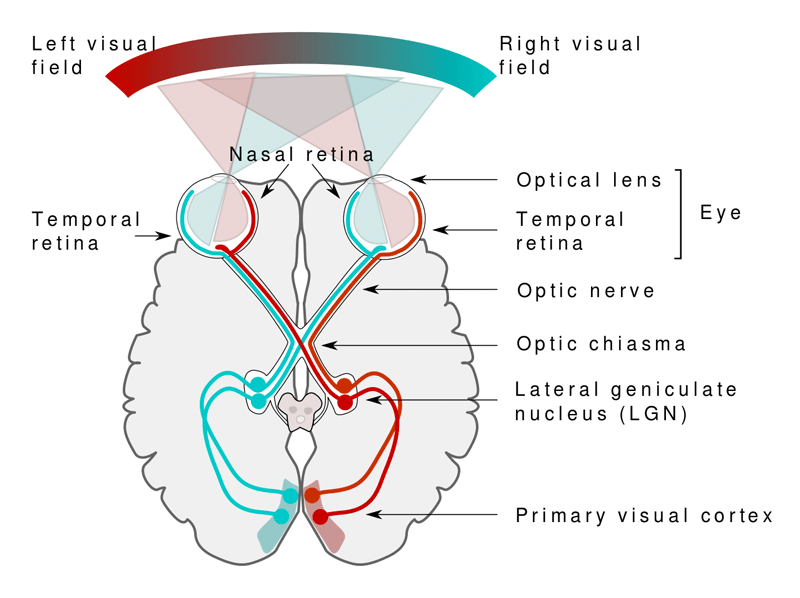 Left visual
field
Right visual
field
Nasal retina
Optical lens
Temporal
retina
Eye
Temporal
retina
Optic nerve
Optic chiasma
Lateral geniculate
nucleus (LGN)
Primary visual cortex